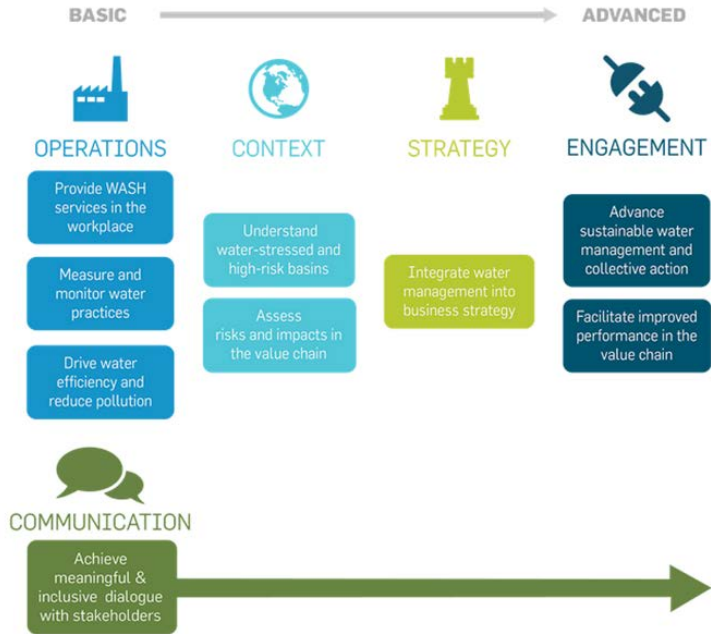 BASIC
ADVANCED
OPERATIONS
Provide WASH
services in the
workplace
Measure and
monitor water
practices
Drive water
efficiency and
reduce pollution
CONTEXT
Understand
water-stressed and
high-risk basins
Assess
risks and impacts in
the value chain
STRATEGY
Integrate water
management into
business strategy
ENGAGEMENT
Advance
sustainable water
management and
collective action
Facilitate improved
performance in the
value chain
COMMUNICATION
Achieve
meaningful &
inclusive dialogue
with stakeholders